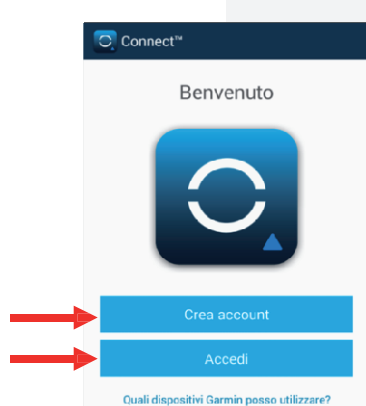 Connect™
Benvenuto
Crea account
Accedi
Quali dispositivi Garmin posso utilizzare?